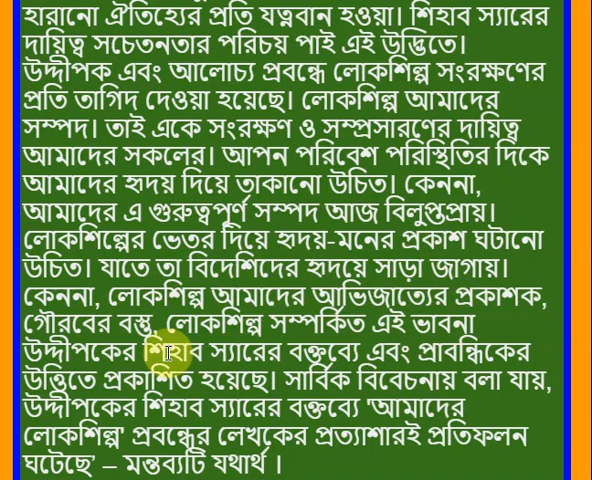 হারানো ঐতিহ্যের প্রতি যত্নবান হওয়া। শিহাব স্যারের
দায়িত্ব সচেতনতার পরিচয় পাই এই উদ্ভিতে।
উদ্দীপক এবং আলোচ্য প্রবন্ধে লোকশিল্প সংরক্ষণের
প্রতি তাগিদ দেওয়া হয়েছে। লোকশিল্প আমাদের
সম্পদ। তাই একে সংরক্ষণ ও সম্প্রসারণের দায়িত্ব
আমাদের সকলের। আপন পরিবেশ পরিস্থিতির দিকে
আমাদের হৃদয় দিয়ে তাকানো উচিত। কেননা,
আমাদের এ গুরুত্বপূর্ণ সম্পদ আজ বিলুপ্তপ্রায়।
লোকশিল্পের ভেতর দিয়ে হৃদয়-মনের প্রকাশ ঘটানো
উচিত। যাতে তা বিদেশিদের হৃদয়ে সাড়া জাগায়।
কেননা, লোকশিল্প আমাদের আভিজাত্যের প্রকাশক,
গৌরবের বস্তু, লোকশিল্প সম্পর্কিত এই ভাবনা
উদ্দীপকের শিহাব স্যারের বক্তব্যে এবং প্রাবন্ধিকের
উত্তিতে প্রকাশিত হয়েছে। সার্বিক বিবেচনায় বলা যায়,
উদ্দীপকের শিহাব স্যারের বক্তব্যে 'আমাদের
লোকশিল্প' প্রবন্ধের লেখকের প্রত্যাশারই প্রতিফলন
ঘটেছে’ – মন্তব্যটি যথার্থ ।